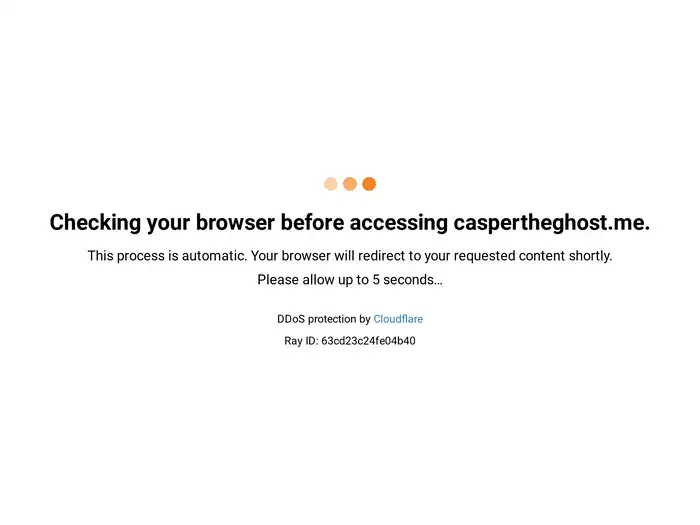 Checking your browser before accessing caspertheghost.me.
This process is automatic. Your browser will redirect to your requested content shortly.
Please allow up to 5 seconds…
DDoS protection by Cloudflare
Ray ID: 63cd23c24fe04b40